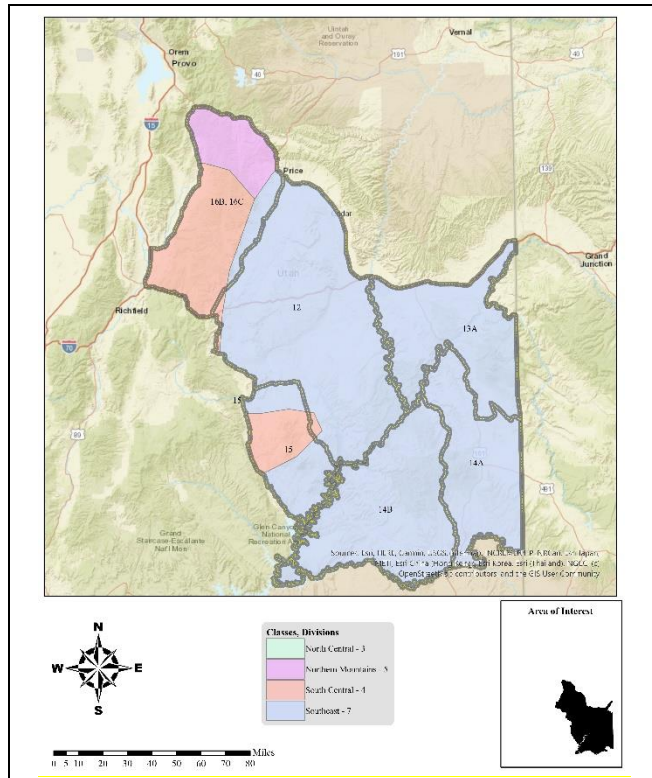 Uintah
and Ouray
Reservation
Vernal
Orem
Provo
191
40
40
15
Price
139
16B, 16C
Utah
Grand
Junction
Richfield
12
13A
70
15
15
89
14A
491
14B
Grand
Staircase-Escalante
Nat'l Mon
Glen Canyon
National
Recreation A
OpenStreetMap contributors, and the GIS User Community
Area of Interest
Classes, Divisions
North Central - 3
Northern Mountains - 5
South Central - 4
Southeast - 7
N
W E
S
Miles
0 5 10 20 30 40 50 60 70 80